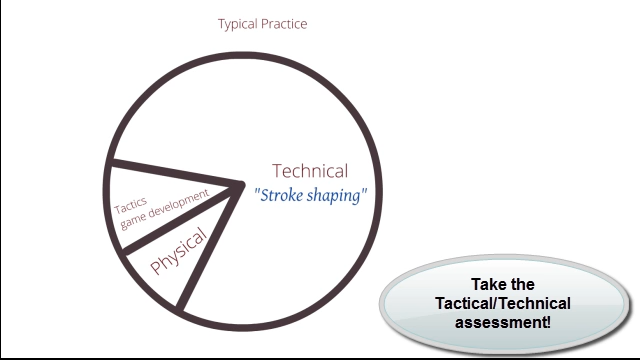 Typical Practice
Technical
"Stroke shaping"
Tactics
game development
Physical
Take the
Tactical/Technical
assessment!